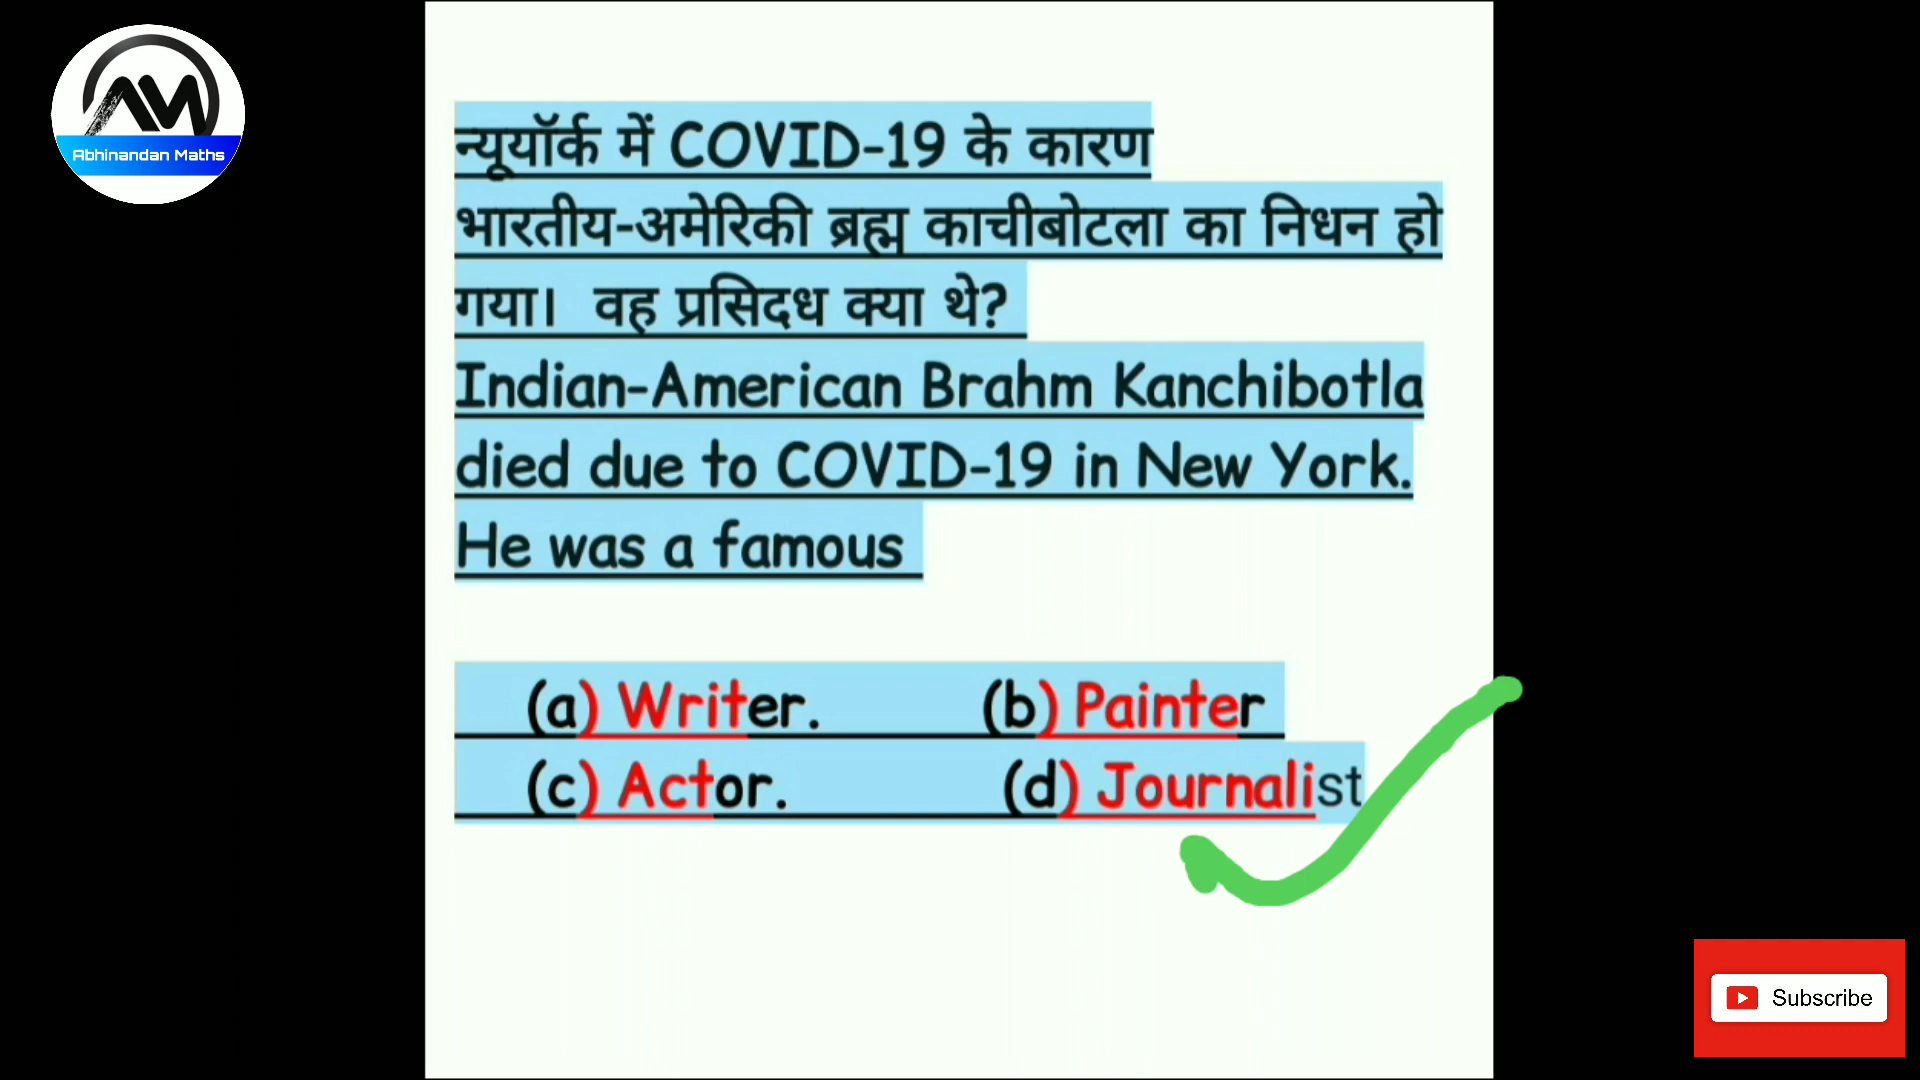 Abhinandan Maths
न्यूयॉर्क में COVID-19 के कारण
भारतीय-अमेरिकी ब्रह्म काचीबोटला का निधन हो
गया। वह प्रसिदध क्या थे?
Indian-American Brahm Kanchibotla
died due to COVID-19 in New York.
He was a famous
(a) Writer. (b) Painter
(c) Actor. (d) Journalist
Subscribe